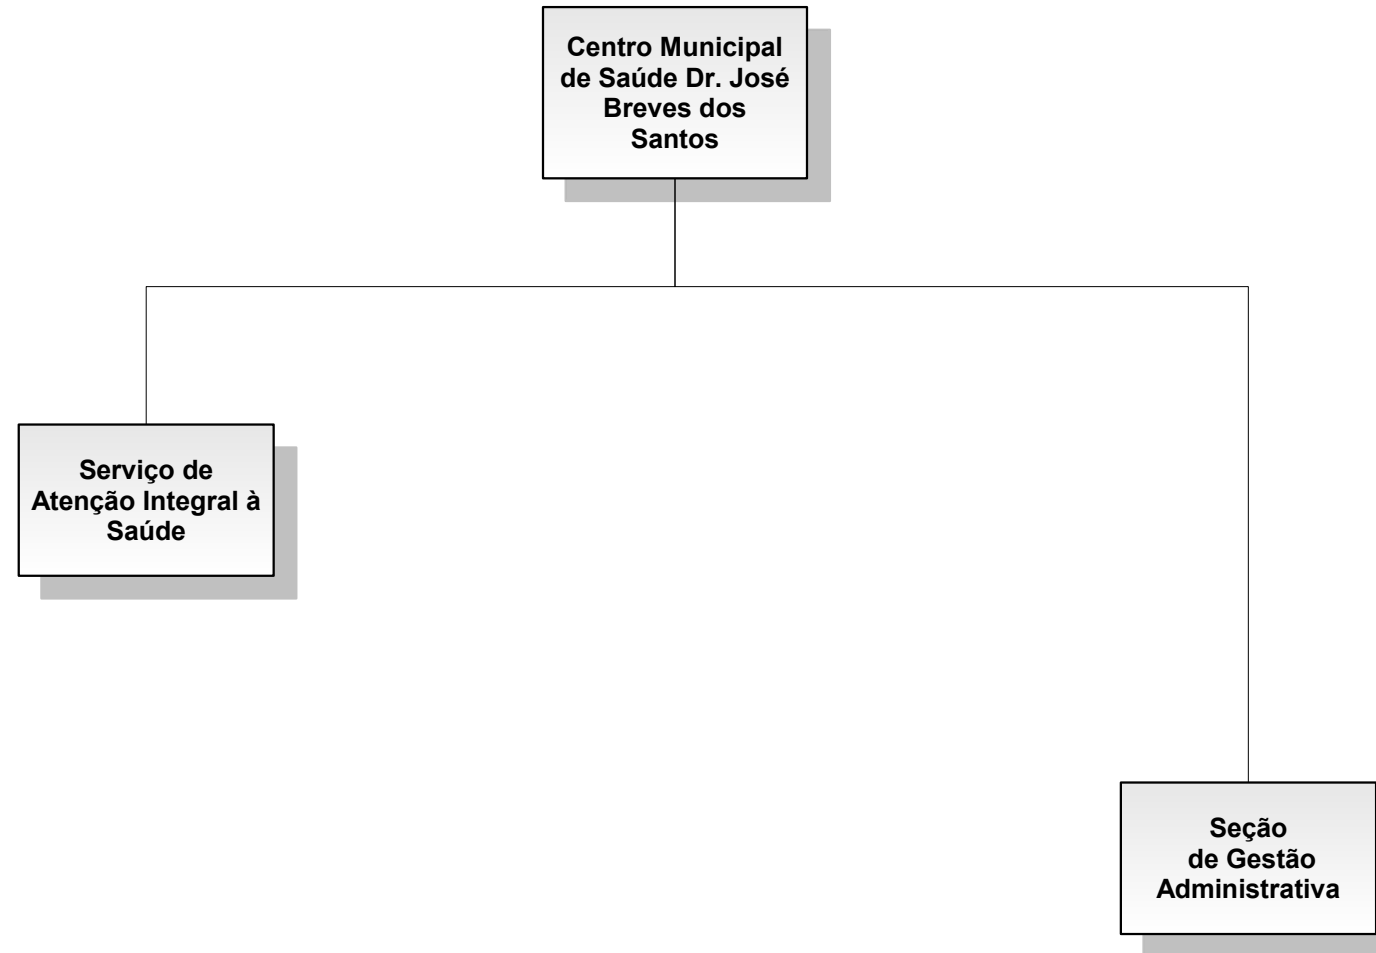 Centro Municipal
de Saúde Dr. José
Breves dos
Santos
Serviço de
Atenção Integral à
Saúde
Seção
de Gestão
Administrativa